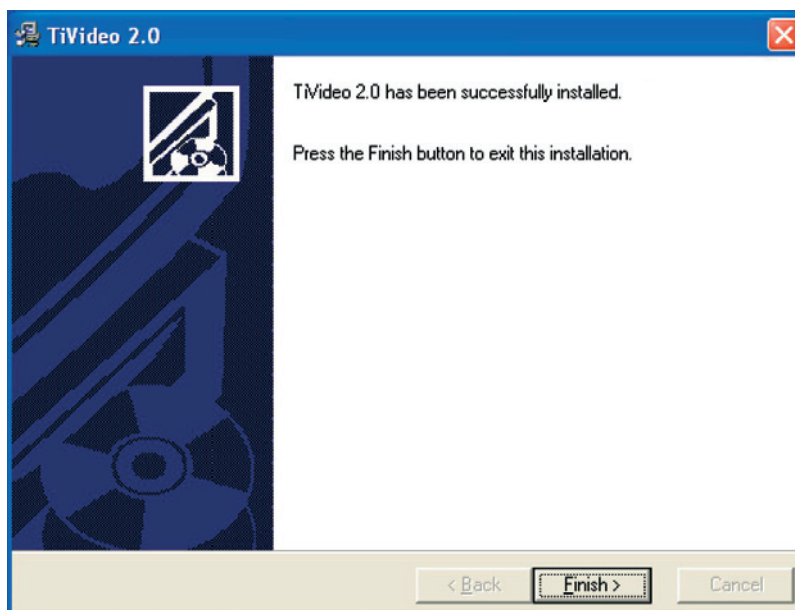 TiVideo 2.0
TiVideo 2.0 has been successfully installed.
Press the Finish button to exit this installation.
< Back Finish > Cancel